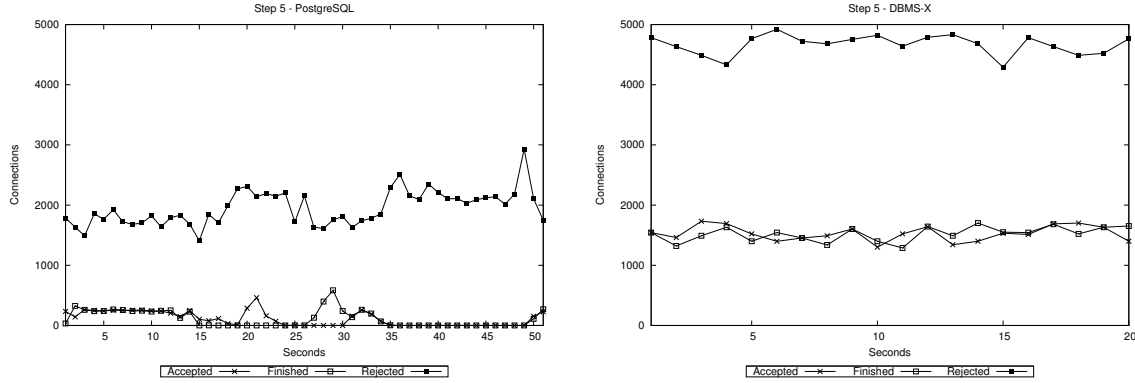 Step 5 - PostgreSQL
5000
4000
3000
2000
1000
0
Connections
5 10 15 20 25 30 35 40 45 50
Seconds
Accepted Finished Rejected
Step 5 - DBMS-X
5000
4000
3000
2000
1000
0
Connections
5 10 15 20
Seconds
Accepted Finished Rejected